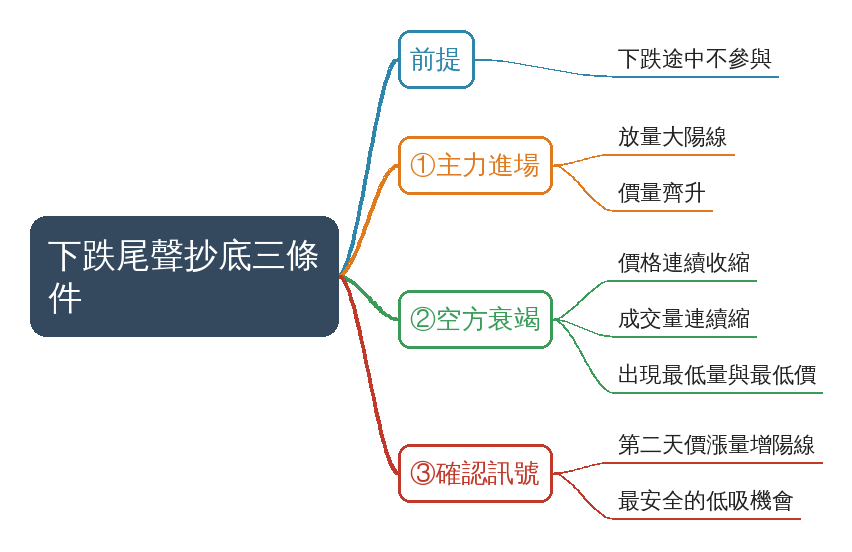 下跌尾聲抄底三條
件
前提
下跌途中不參與
①主力進場
放量大陽線
價量齊升
②空方衰竭
價格連續收縮
成交量連續縮
出現最低量與最低價
③確認訊號
第二天價漲量增陽線
最安全的低吸機會